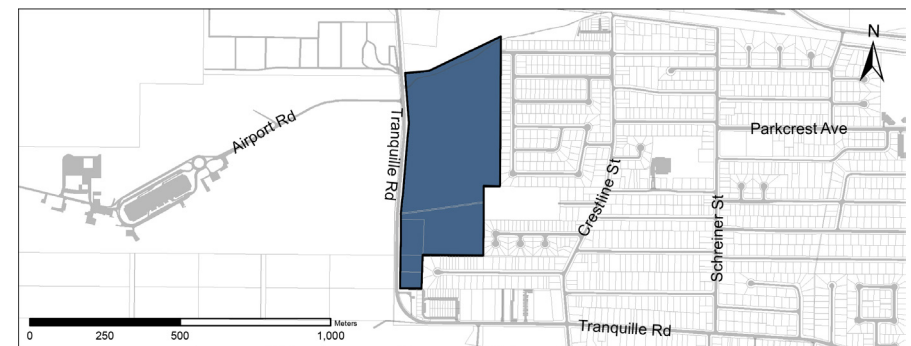 N
Airport Rd
Tranquille Rd
Parkcrest Ave
Crestline St
Schreiner St
Tranquille Rd
Meters
0 250 500 1,000